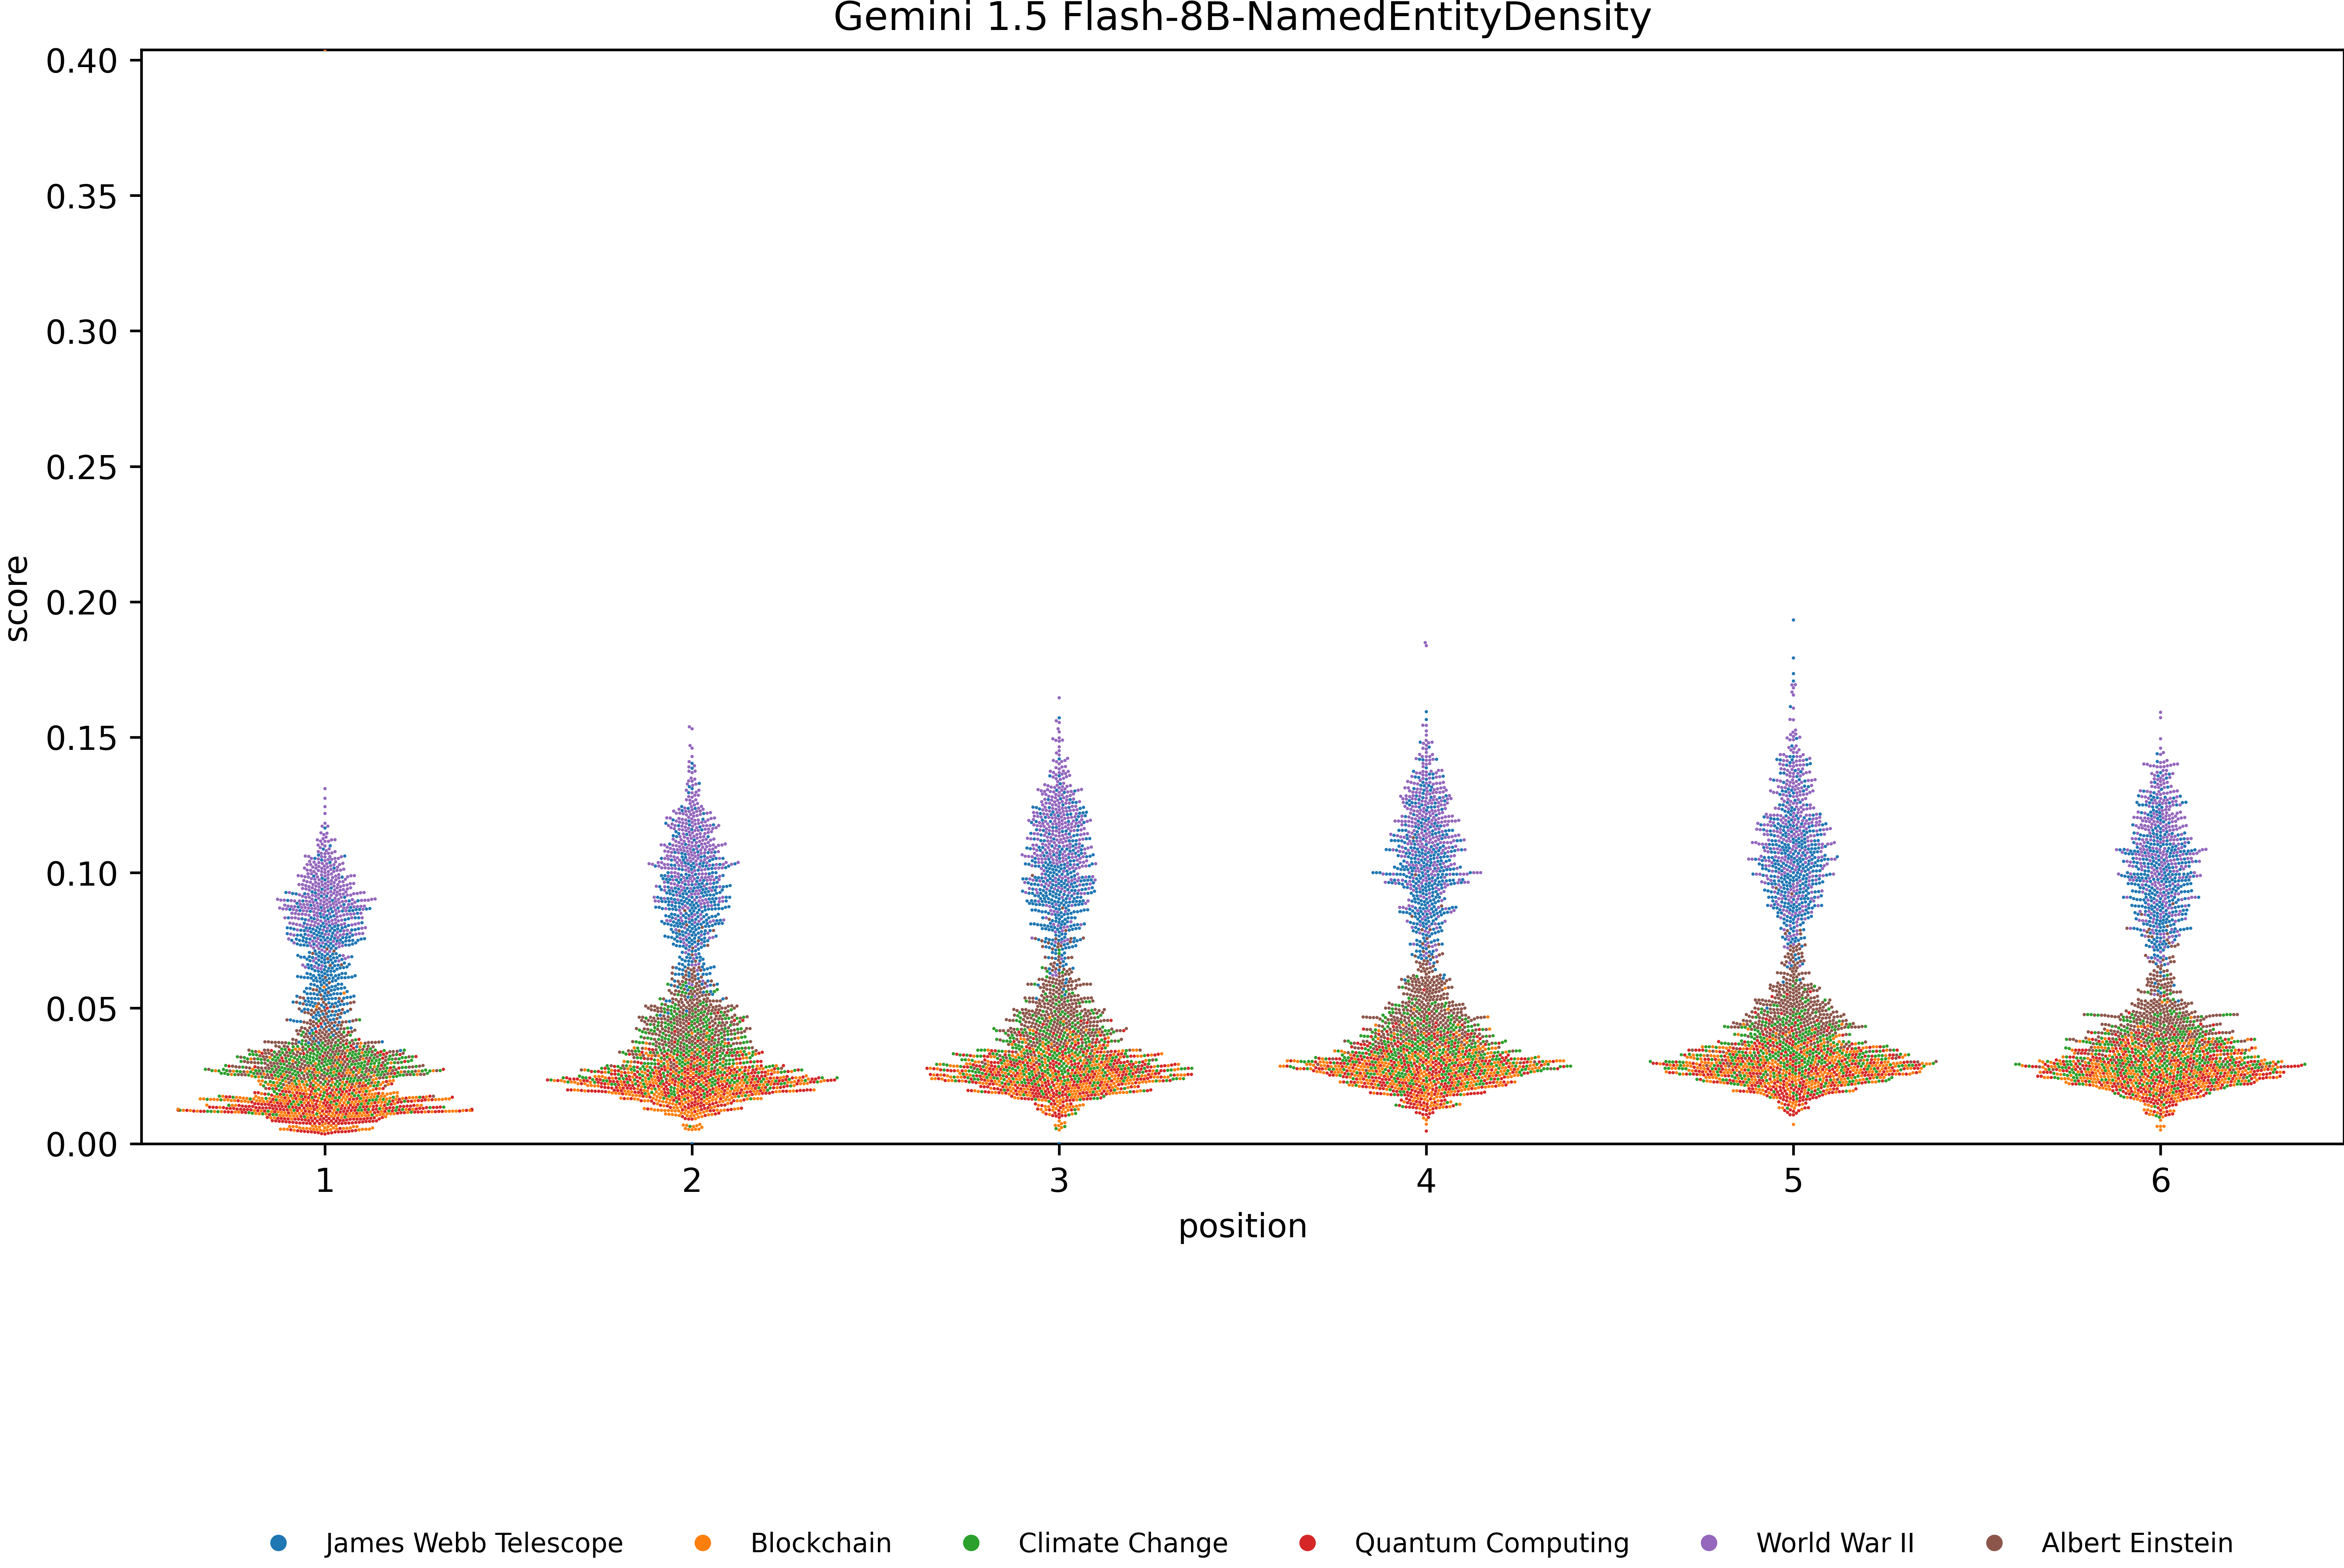 Gemini 1.5 Flash-8B-NamedEntityDensity
0.40
0.35
0.30
0.25
0.20
0.15
0.10
0.05
0.00
score
1 2 3 4 5 6
position
James Webb Telescope Blockchain Climate Change Quantum Computing World War II Albert Einstein